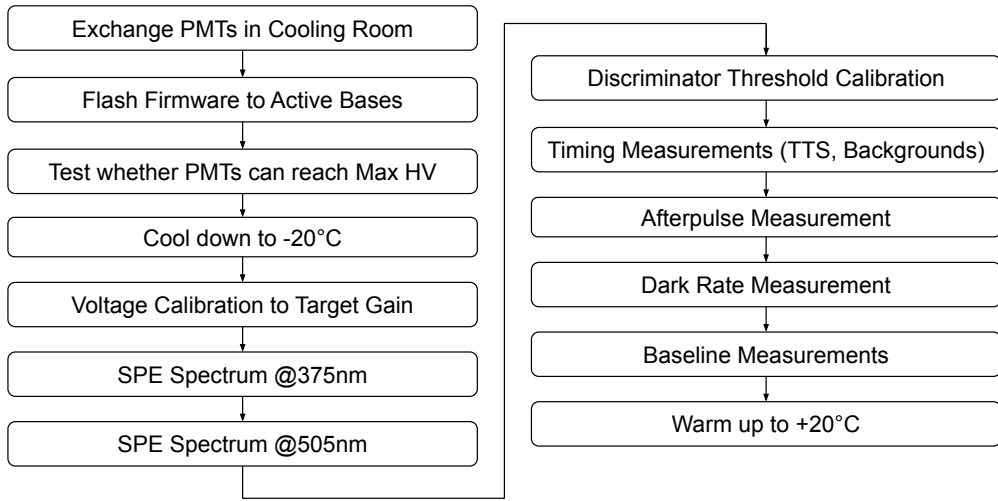 Exchange PMTs in Cooling Room
Flash Firmware to Active Bases
Test whether PMTs can reach Max HV
Cool down to -20°C
Voltage Calibration to Target Gain
SPE Spectrum @375nm
SPE Spectrum @505nm
Discriminator Threshold Calibration
Timing Measurements (TTS, Backgrounds)
Afterpulse Measurement
Dark Rate Measurement
Baseline Measurements
Warm up to +20°C